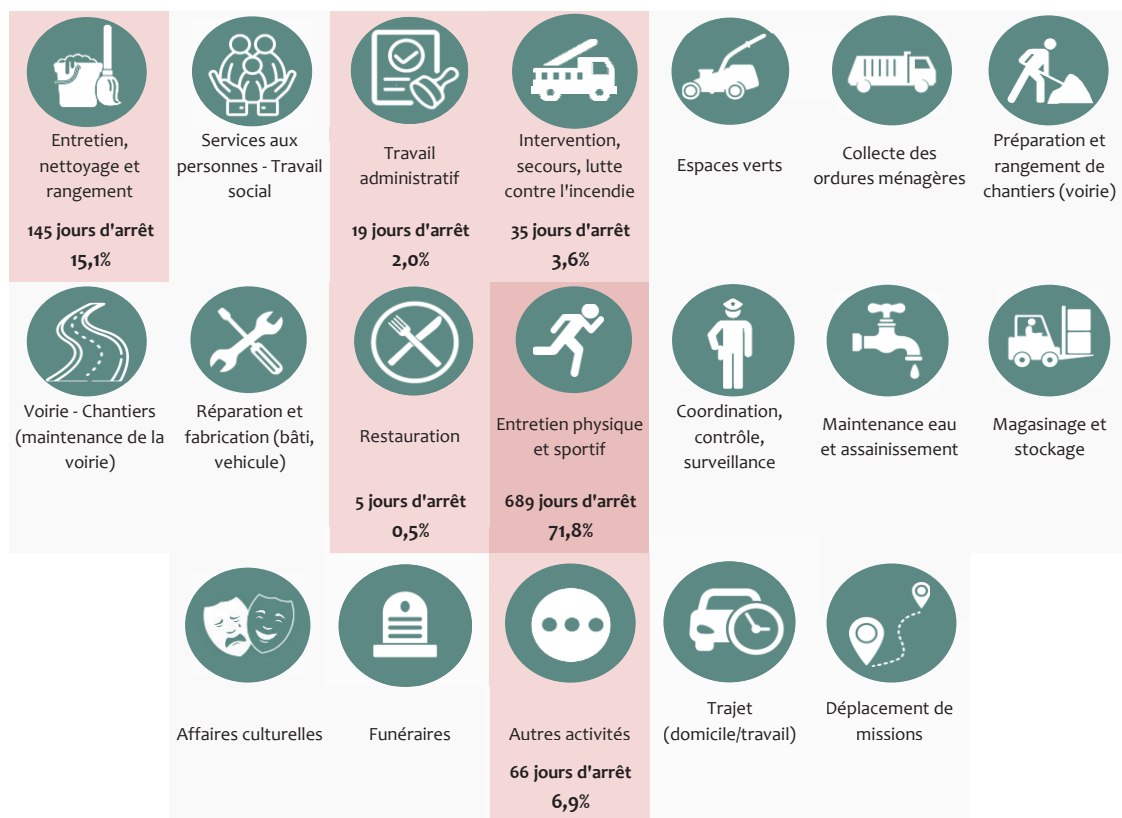 Entretien,
nettoyage et
rangement
145 jours d'arrêt
15,1%
Services aux
personnes - Travail
social
Travail
administratif
19 jours d'arrêt
2,0%
Intervention,
secours, lutte
contre l'incendie
35 jours d'arrêt
3,6%
Espaces verts
Collecte des
ordures ménagères
Préparation et
rangement de
chantiers (voirie)
Voirie - Chantiers
(maintenance de la
voirie)
Réparation et
fabrication (bâti,
vehicule)
Restauration
5 jours d'arrêt
0,5%
Entretien physique
et sportif
689 jours d'arrêt
71,8%
Coordination,
contrôle,
surveillance
Maintenance eau
et assainissement
Magasinage et
stockage
Affaires culturelles
Funéraires
Autres activités
66 jours d'arrêt
6,9%
Trajet
(domicile/travail)
Déplacement de
missions